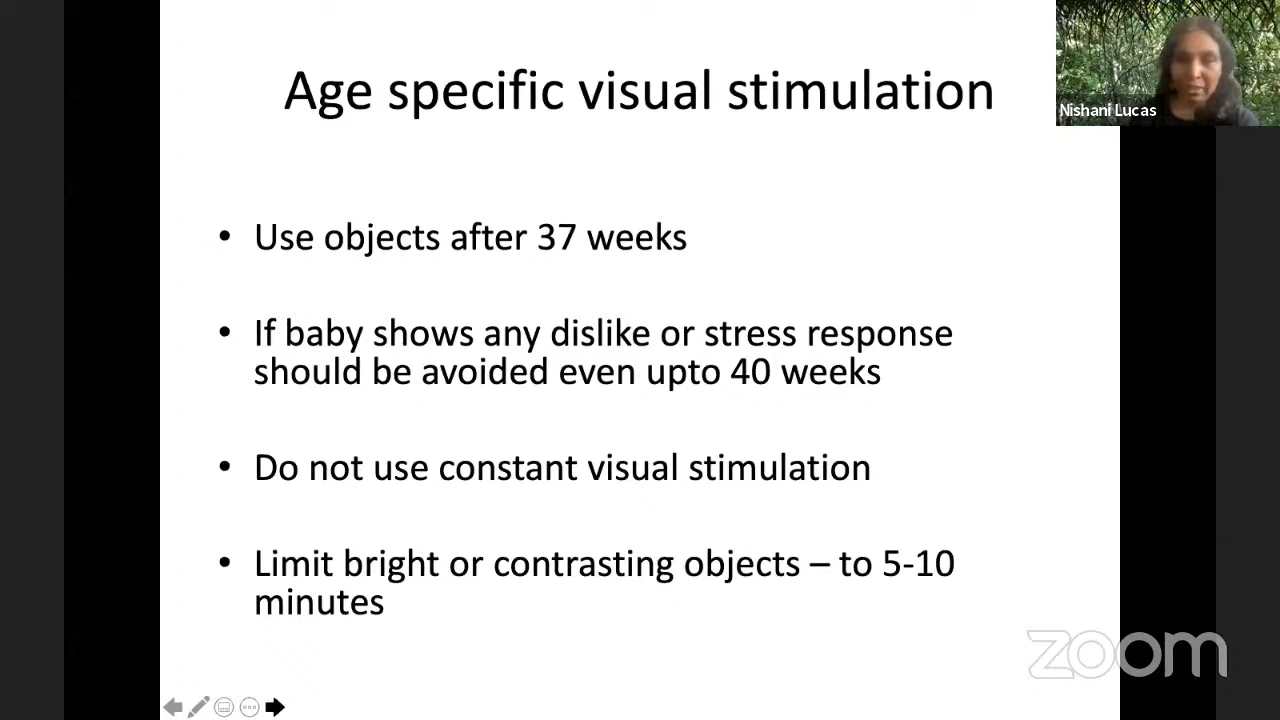 Age specific visual stimulation
Nishani Lucas
• Use objects after 37 weeks
• If baby shows any dislike or stress response
should be avoided even upto 40 weeks
• Do not use constant visual stimulation
• Limit bright or contrasting objects – to 5-10
minutes
zoom